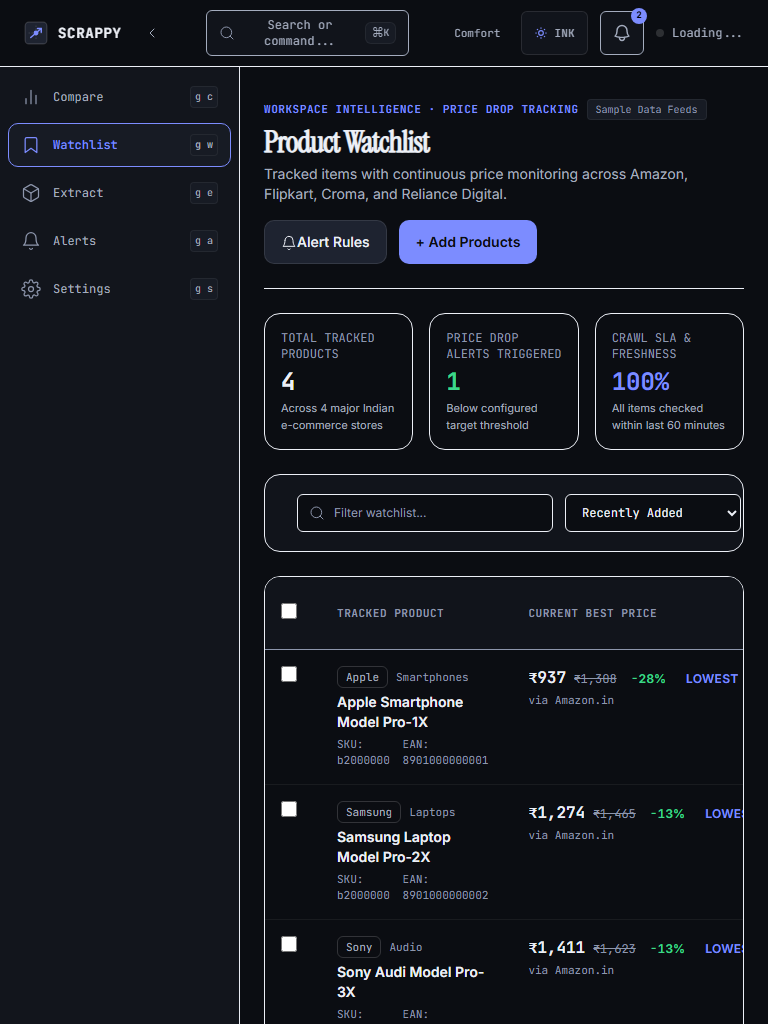 SCRAPPY
Search or
command...
⌘K
Comfort
INK
2
Loading...
Compare
g c
Watchlist
g w
Extract
g e
Alerts
g a
Settings
g s
WORKSPACE INTELLIGENCE · PRICE DROP TRACKING
Sample Data Feeds
Product Watchlist
Tracked items with continuous price monitoring across Amazon,
Flipkart, Croma, and Reliance Digital.
Alert Rules
+ Add Products
TOTAL TRACKED
PRODUCTS
4
Across 4 major Indian
e-commerce stores
PRICE DROP
ALERTS TRIGGERED
1
Below configured
target threshold
CRAWL SLA &
FRESHNESS
100%
All items checked
within last 60 minutes
Filter watchlist...
Recently Added
TRACKED PRODUCT
CURRENT BEST PRICE
Apple Smartphones
₹937 ₹1,308 -28% LOWEST
via Amazon.in
Apple Smartphone
Model Pro-1X
SKU: EAN:
b2000000 8901000000001
Samsung Laptops
₹1,274 ₹1,465 -13% LOWES
via Amazon.in
Samsung Laptop
Model Pro-2X
SKU: EAN:
b2000000 8901000000002
Sony Audio
₹1,411 ₹1,623 -13% LOWES
via Amazon.in
Sony Audi Model Pro-
3X
SKU: EAN: